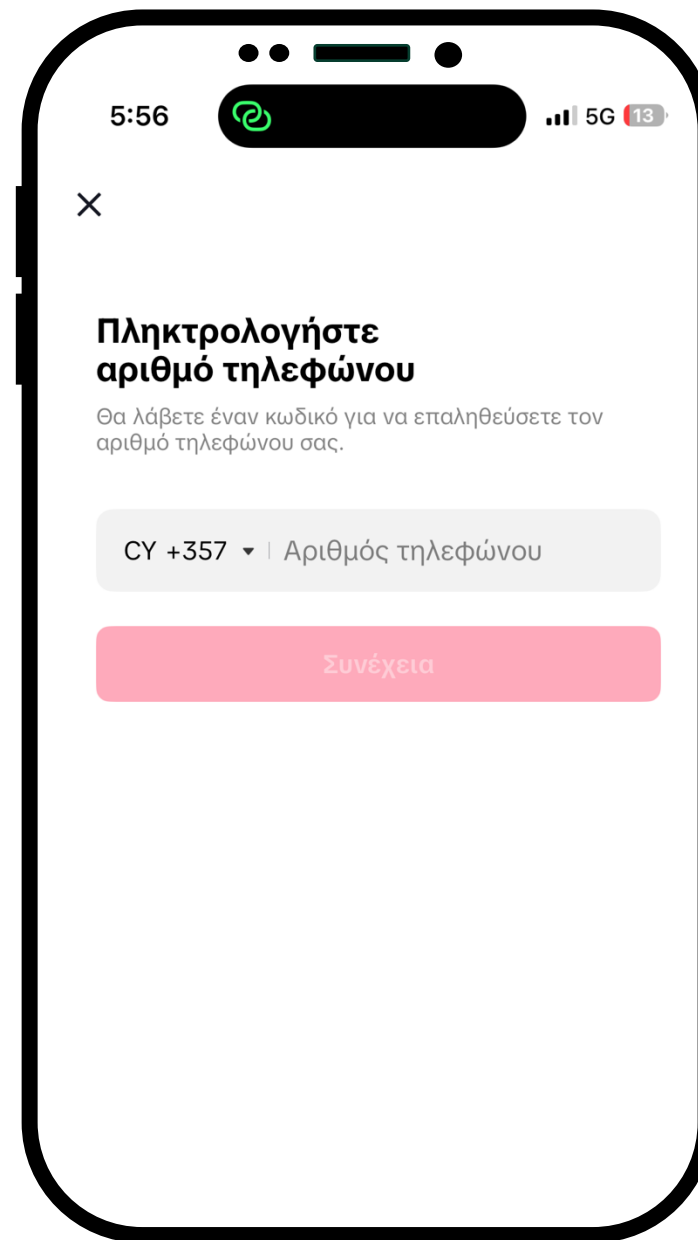 5:56
5G 13
Πληκτρολογήστε
αριθμό τηλεφώνου
Θα λάβετε έναν κωδικό για να επαληθεύσετε τον
αριθμό τηλεφώνου σας.
CY +357 Αριθμός τηλεφώνου
Συνέχεια